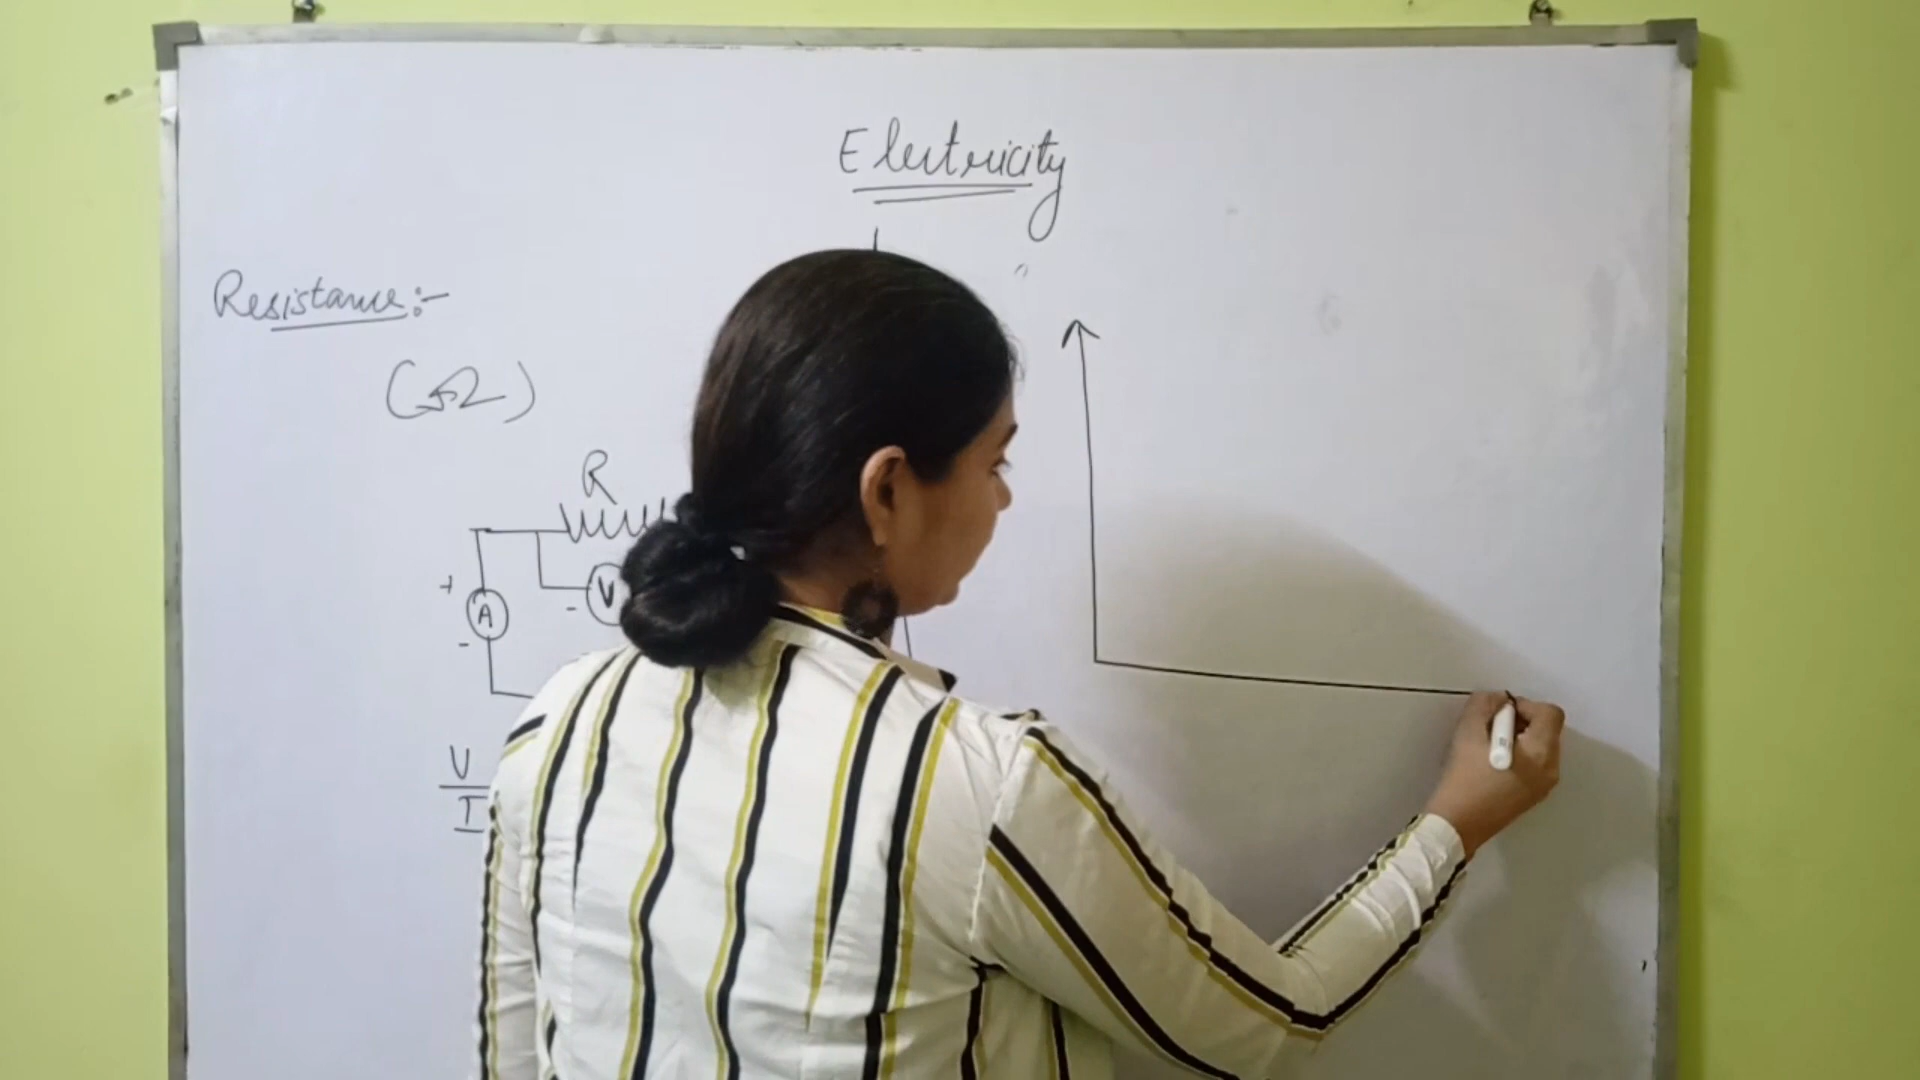 Electricity
Resistance:-
(Ω)
R
+
A
-
- V
V
I